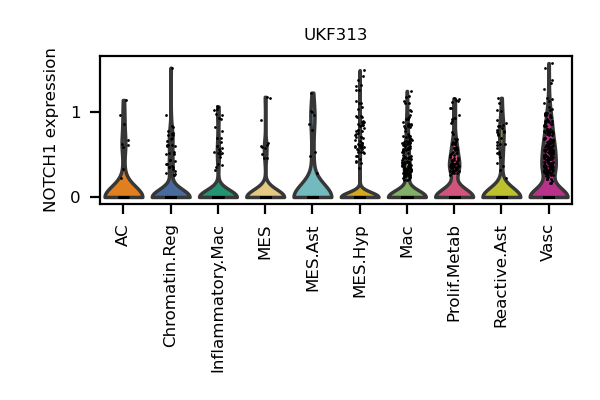 UKF313
NOTCH1 expression
1
0
AC
Chromatin.Reg
Inflammatory.Mac
MES
MES.Ast
MES.Hyp
Mac
Prolif.Metab
Reactive.Ast
Vasc